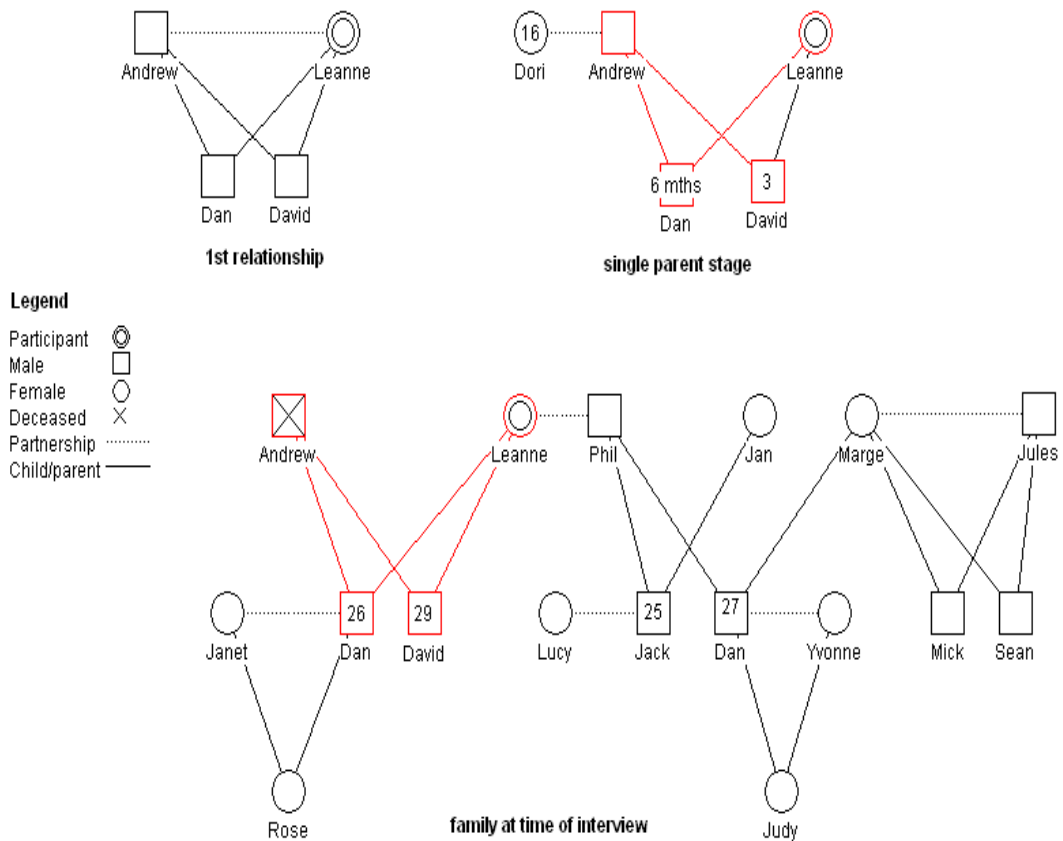 16
Andrew
Leanne
Dori
Andrew
Leanne
6 mths
3
Dan
David
Dan
David
1st relationship
single parent stage
Legend
Participant
Male
Female
Deceased
Partnership
Child/parent
Andrew
Leanne
Phil
Jan
Marge
Jules
26
29
25
27
Janet
Dan
David
Lucy
Jack
Dan
Yvonne
Mick
Sean
Rose
family at time of interview
Judy